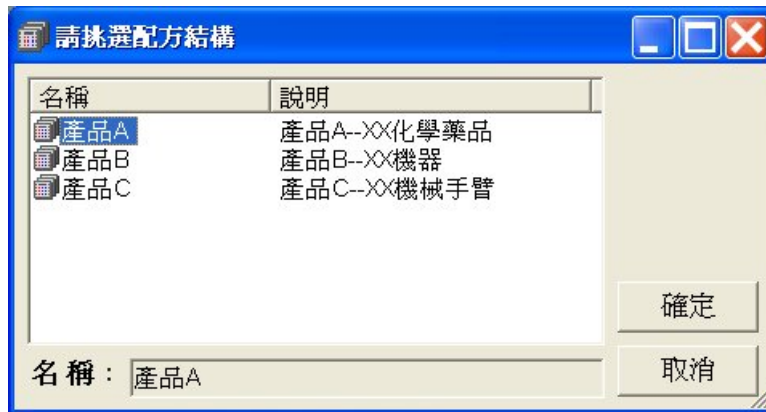 請挑選配方結構
名稱 說明
產品A 產品A--XX化學藥品
產品B 產品B--XX機器
產品C 產品C--XX機械手臂
確定
名稱：產品A
取消